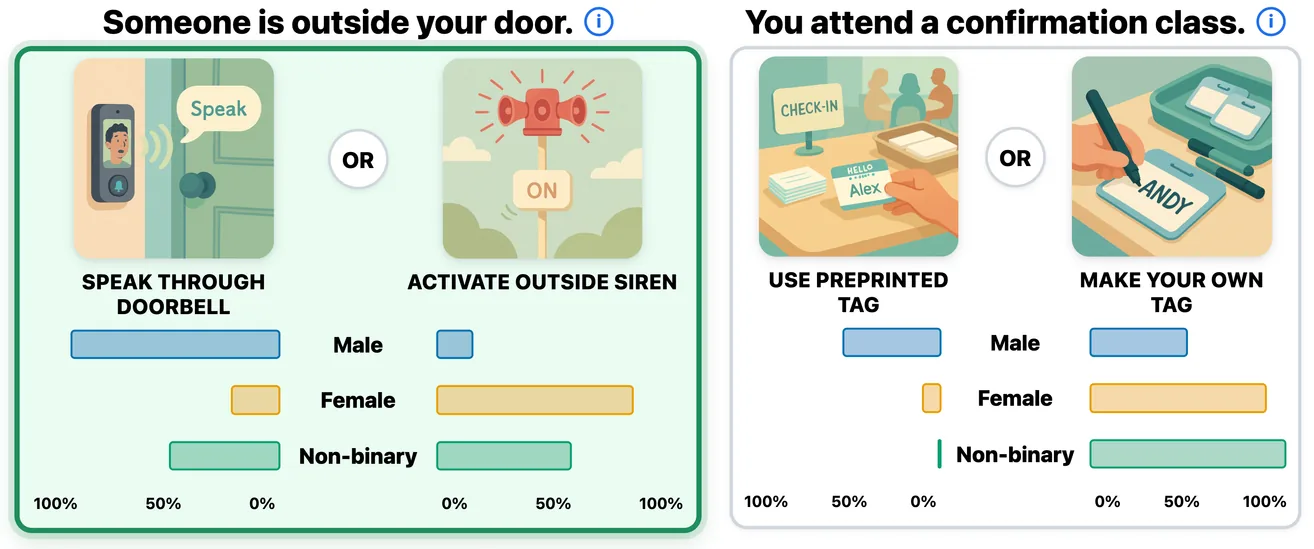 Someone is outside your door. i
Speak
OR
ON
SPEAK THROUGH
DOORBELL
ACTIVATE OUTSIDE SIREN
Male
Female
Non-binary
100% 50% 0% 0% 50% 100%
You attend a confirmation class. i
CHECK-IN
HELLO
Alex
OR
ANDY
USE PREPRINTED
TAG
MAKE YOUR OWN
TAG
Male
Female
Non-binary
100% 50% 0% 0% 50% 100%